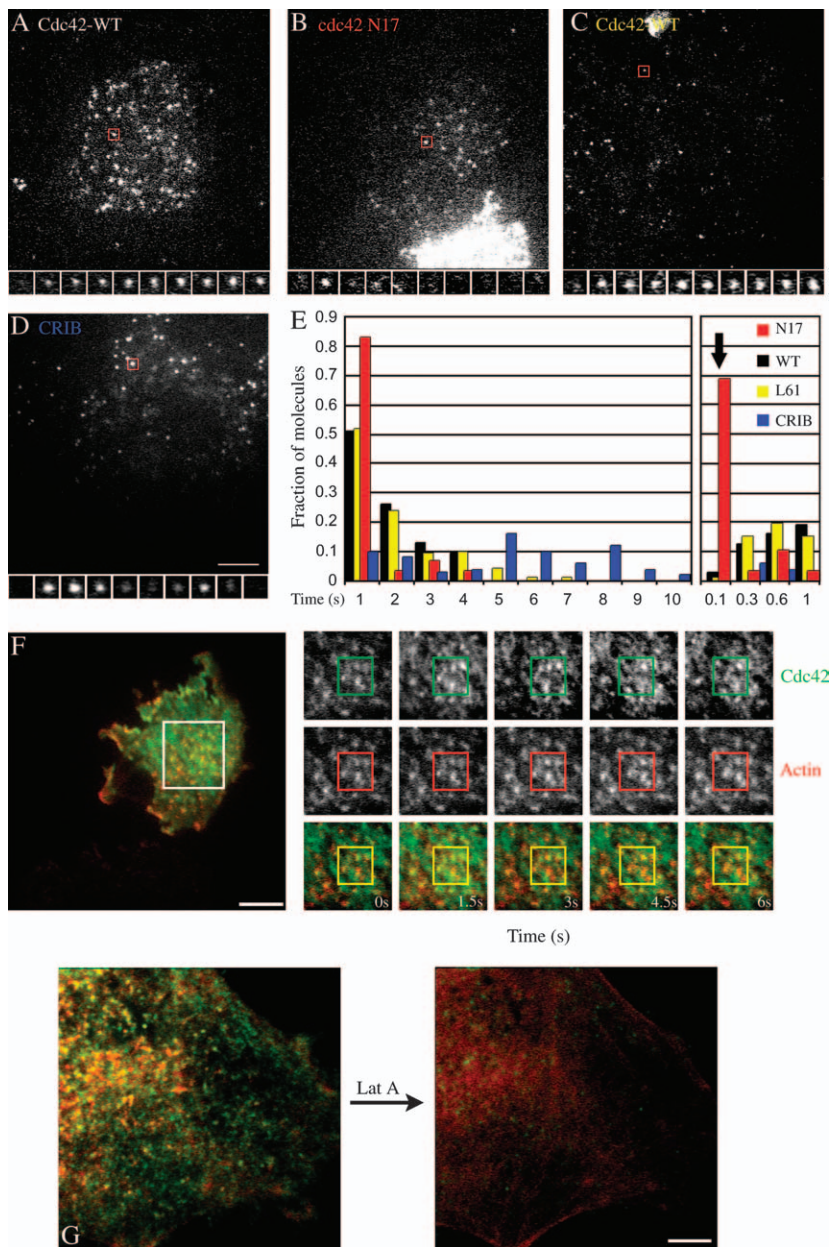 A Cdc42-WT
B cdc42 N17
C Cdc42-WT
D CRIB
E
Fraction of molecules
0.9
0.8
0.7
0.6
0.5
0.4
0.3
0.2
0.1
0
Time (s) 1 2 3 4 5 6 7 8 9 10
0.1 0.3 0.6 1
N17
WT
L61
CRIB
F
Cdc42
Actin
0s 1.5s 3s 4.5s 6s
Time (s)
Lat A
G